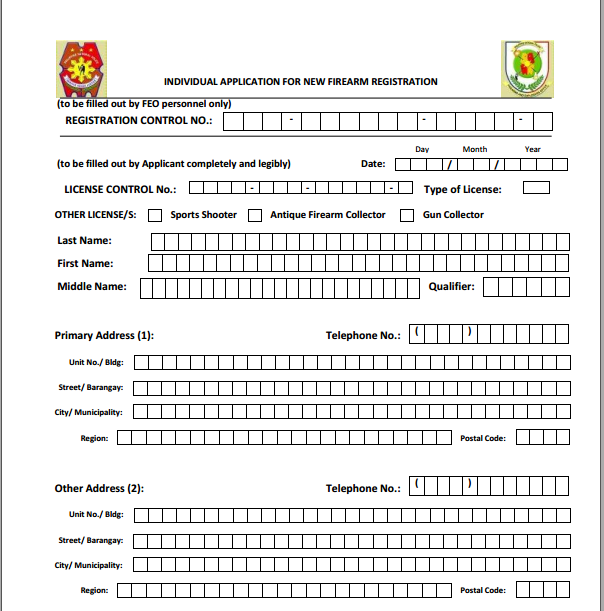 INDIVIDUAL APPLICATION FOR NEW FIREARM REGISTRATION
(to be filled out by FEO personnel only)
REGISTRATION CONTROL NO.: - - -
Day Month Year
(to be filled out by Applicant completely and legibly) Date: / /
LICENSE CONTROL No.: - - - Type of License:
OTHER LICENSE/S: Sports Shooter Antique Firearm Collector Gun Collector
Last Name:
First Name:
Middle Name: Qualifier:
Primary Address (1): Telephone No.: ( )
Unit No./ Bldg:
Street/ Barangay:
City/ Municipality:
Region: Postal Code:
Other Address (2): Telephone No.: ( )
Unit No./ Bldg:
Street/ Barangay:
City/ Municipality:
Region: Postal Code: